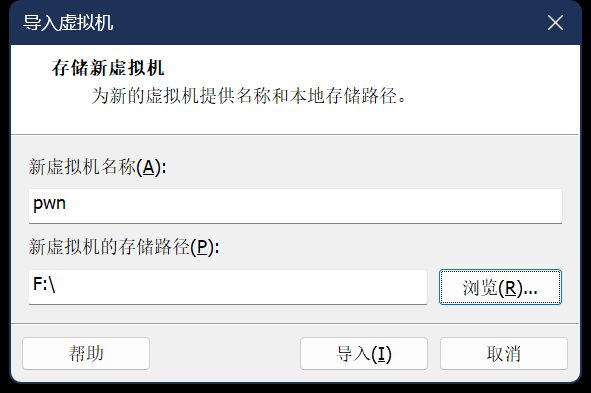 导入虚拟机
存储新虚拟机
为新的虚拟机提供名称和本地存储路径。
新虚拟机名称(A):
pwn
新虚拟机的存储路径(P):
F:\
浏览(R)...
帮助
导入(I)
取消